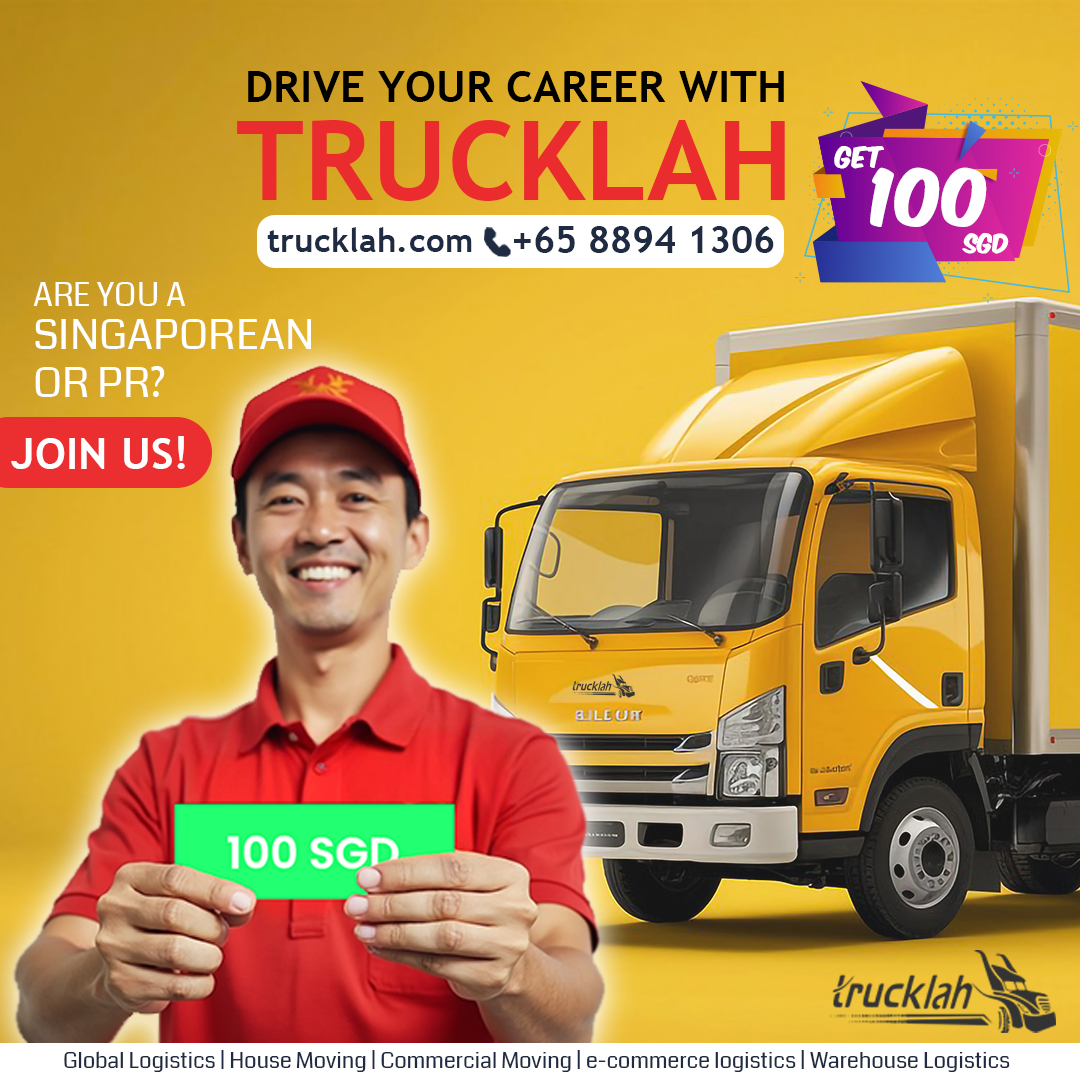 DRIVE YOUR CAREER WITH
TRUCKLAH
trucklah.com +65 8894 1306
GET
100
SGD
ARE YOU A
SINGAPOREAN
OR PR?
JOIN US!
trucklah
100 SGD
trucklah
Global Logistics | House Moving | Commercial Moving | e-commerce logistics | Warehouse Logistics